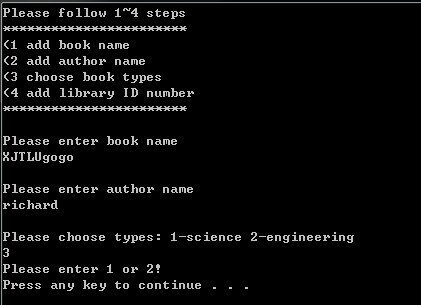 Please follow 1~4 steps
***********************
<1 add book name
<2 add author name
<3 choose book types
<4 add library ID number
***********************
Please enter book name
XJTLUgogo
Please enter author name
richard
Please choose types: 1-science 2-engineering
3
Please enter 1 or 2!
Press any key to continue . . .